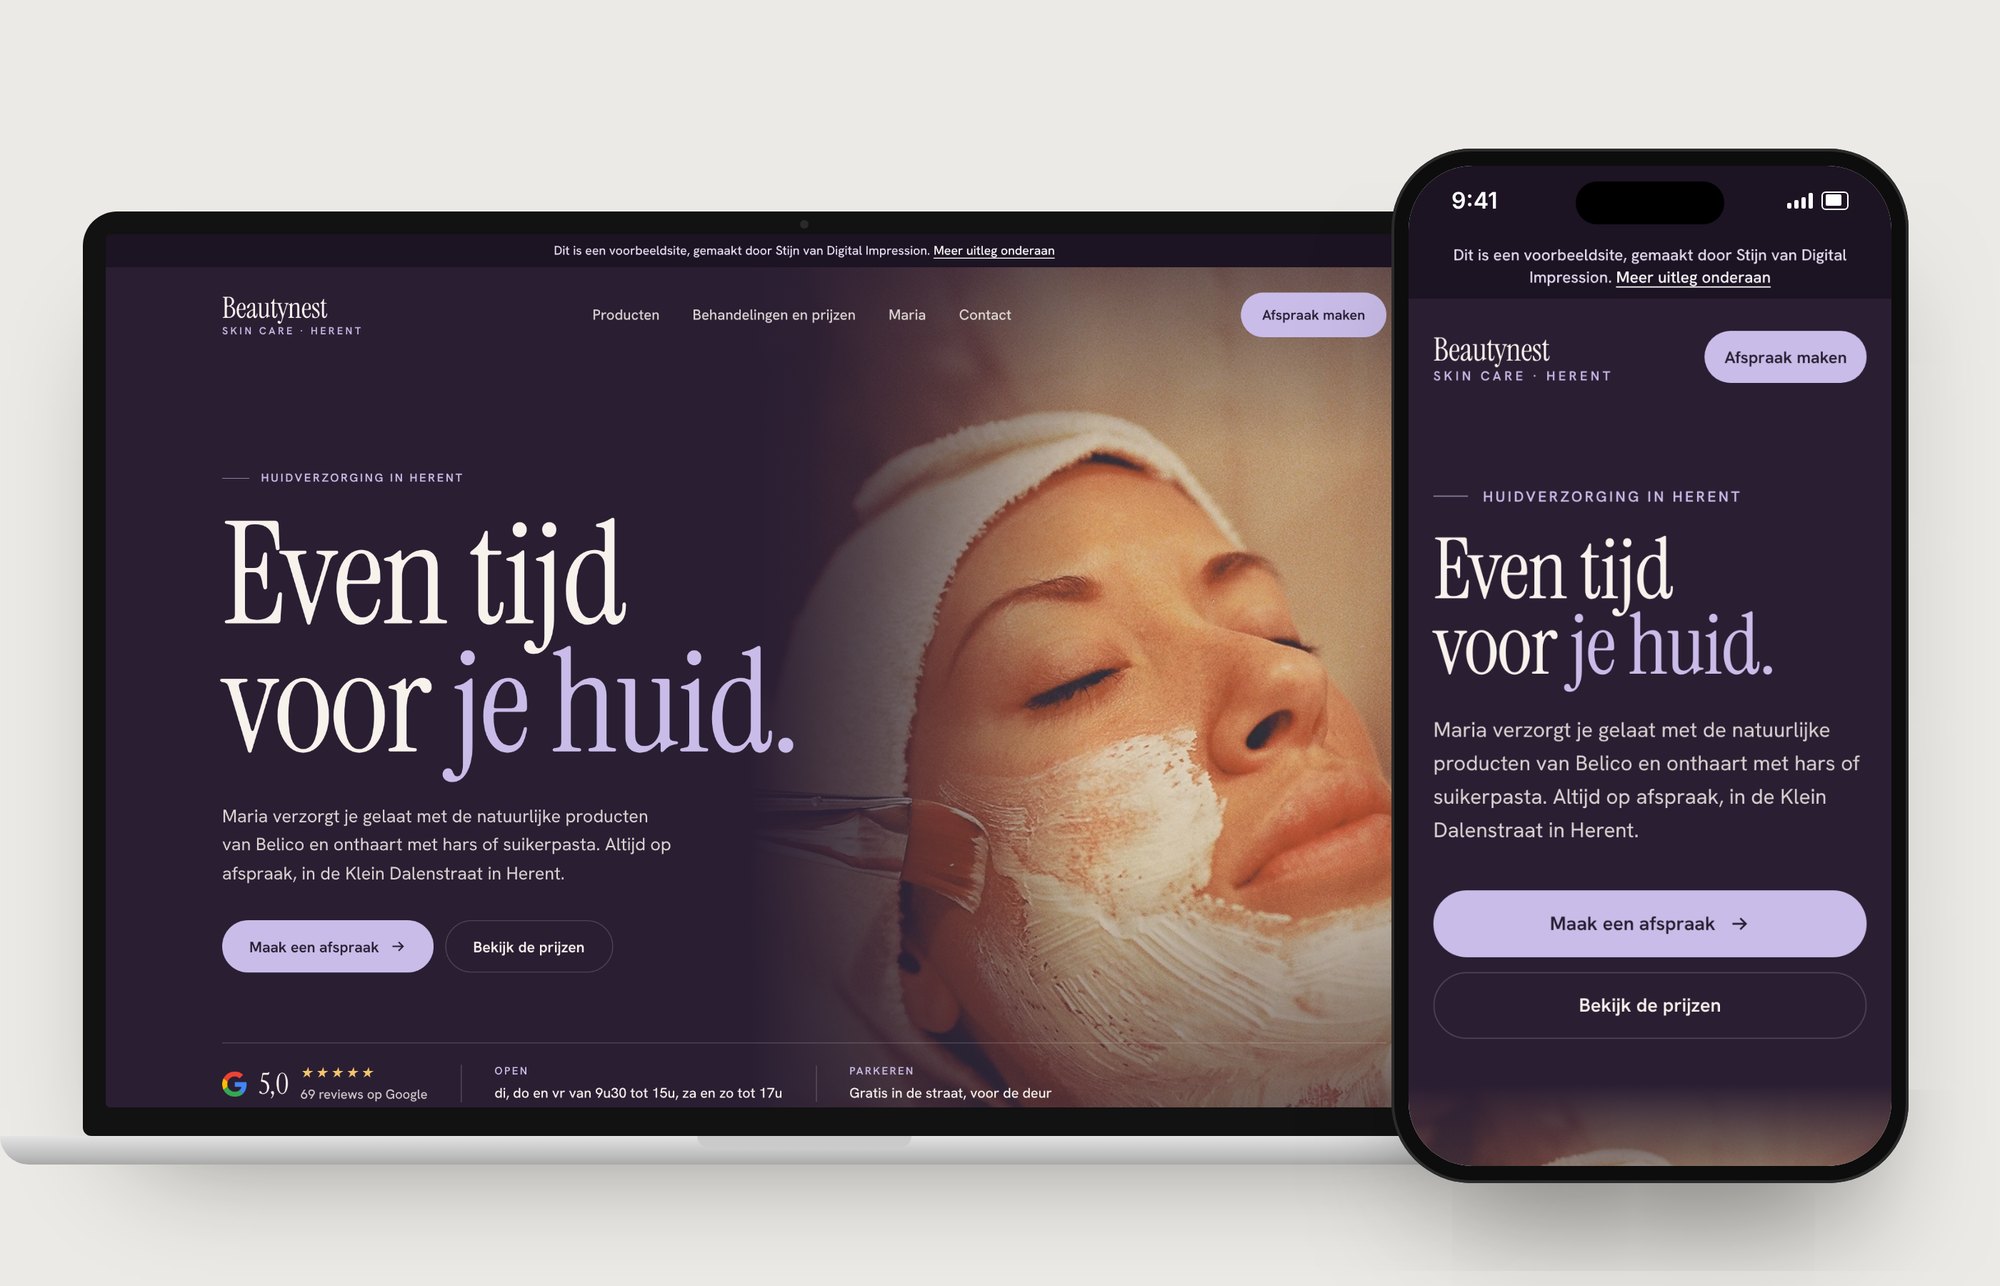 Dit is een voorbeeldsite, gemaakt door Stijn van Digital Impression. Meer uitleg onderaan
Beautynest
SKIN CARE · HERENT
Producten
Behandelingen en prijzen
Maria
Contact
Afspraak maken
HUIDVERZORGING IN HERENT
Even tijd
voor je huid.
Maria verzorgt je gelaat met de natuurlijke producten
van Belico en onthaart met hars of suikerpasta. Altijd op
afspraak, in de Klein Dalenstraat in Herent.
Maak een afspraak →
Bekijk de prijzen
5,0
★★★★★
69 reviews op Google
OPEN
di, do en vr van 9u30 tot 15u, za en zo tot 17u
PARKEREN
Gratis in de straat, voor de deur
9:41
Dit is een voorbeeldsite, gemaakt door Stijn van Digital
Impression. Meer uitleg onderaan
Beautynest
SKIN CARE · HERENT
Afspraak maken
HUIDVERZORGING IN HERENT
Even tijd
voor je huid.
Maria verzorgt je gelaat met de natuurlijke
producten van Belico en onthaart met hars of
suikerpasta. Altijd op afspraak, in de Klein
Dalenstraat in Herent.
Maak een afspraak →
Bekijk de prijzen